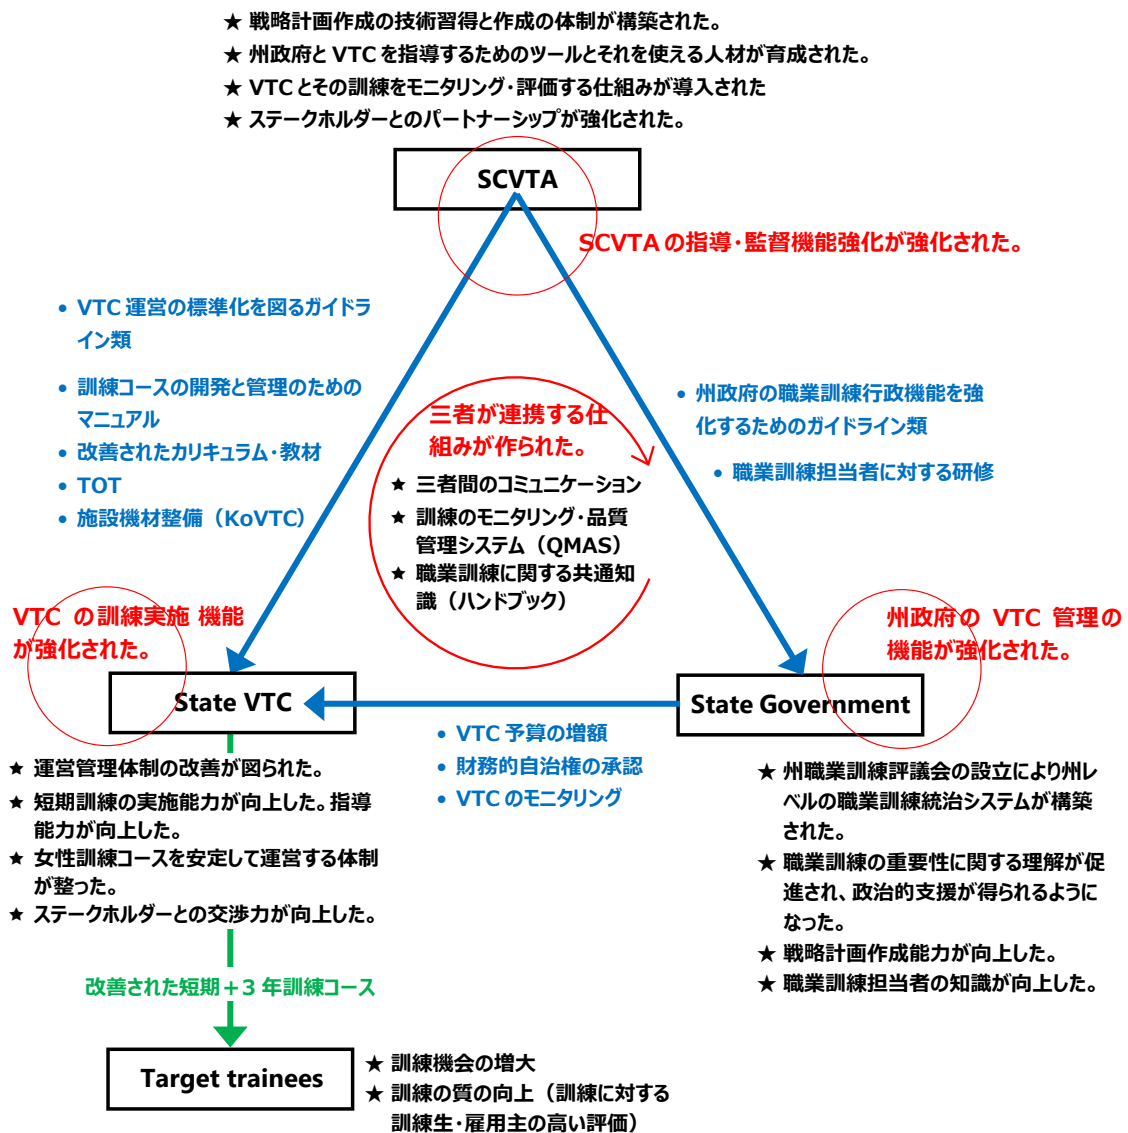 ★ 戦略計画作成の技術習得と作成の体制が構築された。
★ 州政府と VTC を指導するためのツールとそれを使える人材が育成された。
★ VTC とその訓練をモニタリング・評価する仕組みが導入された
★ ステークホルダーとのパートナーシップが強化された。
SCVTA
SCVTA の指導・監督機能強化が強化された。
• VTC 運営の標準化を図るガイドラ
イン類
• 訓練コースの開発と管理のための
マニュアル
• 改善されたカリキュラム・教材
• TOT
• 施設機材整備（KoVTC）
三者が連携する仕
組みが作られた。
★ 三者間のコミュニケーション
★ 訓練のモニタリング・品質
管理システム（QMAS）
★ 職業訓練に関する共通知
識（ハンドブック）
• 州政府の職業訓練行政機能を強
化するためのガイドライン類
• 職業訓練担当者に対する研修
VTC の訓練実施 機能
が強化された。
州政府の VTC 管理の
機能が強化された。
State VTC
State Government
• VTC 予算の増額
• 財務的自治権の承認
• VTC のモニタリング
★ 運営管理体制の改善が図られた。
★ 短期訓練の実施能力が向上した。指導
能力が向上した。
★ 女性訓練コースを安定して運営する体制
が整った。
★ ステークホルダーとの交渉力が向上した。
★ 州職業訓練評議会の設立により州レ
ベルの職業訓練統治システムが構築
された。
★ 職業訓練の重要性に関する理解が促
進され、政治的支援が得られるように
なった。
★ 戦略計画作成能力が向上した。
★ 職業訓練担当者の知識が向上した。
改善された短期＋3 年訓練コース
Target trainees
★ 訓練機会の増大
★ 訓練の質の向上（訓練に対する
訓練生・雇用主の高い評価）